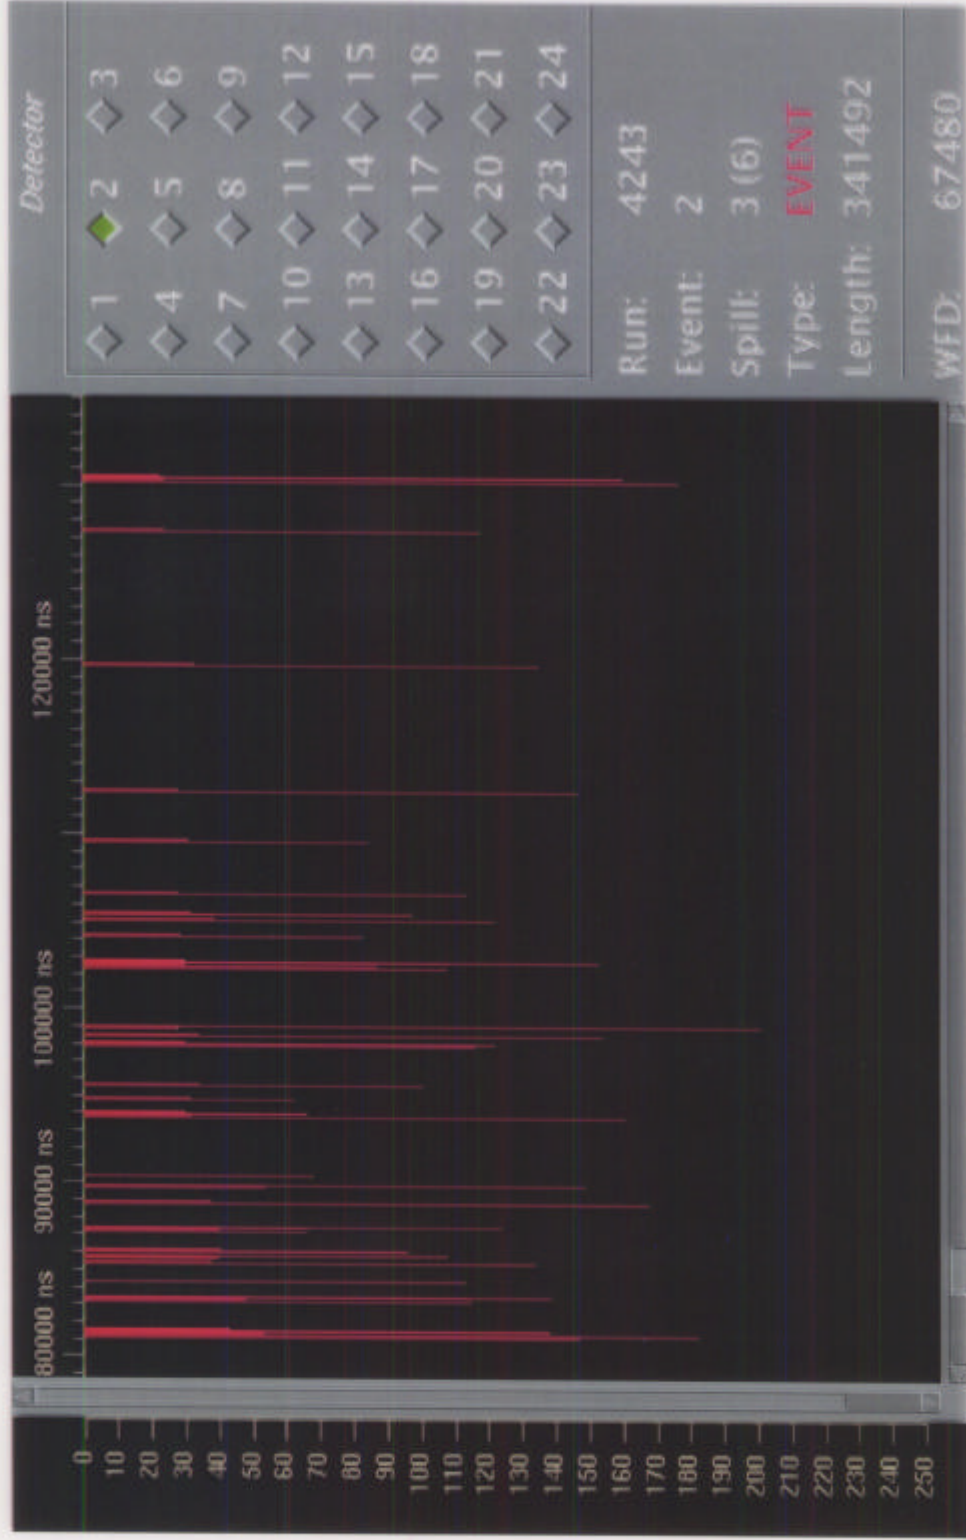 Detector
1 2 3
4 5 6
7 8 9
10 11 12
13 14 15
16 17 18
19 20 21
22 23 24
Run: 4243
Event: 2
Spill: 3 (6)
Type: EVENT
Length: 341492
WFD: 67480
80000 ns 90000 ns 100000 ns 120000 ns
0
10
20
30
40
50
60
70
80
90
100
110
120
130
140
150
160
170
180
190
200
210
220
230
240
250